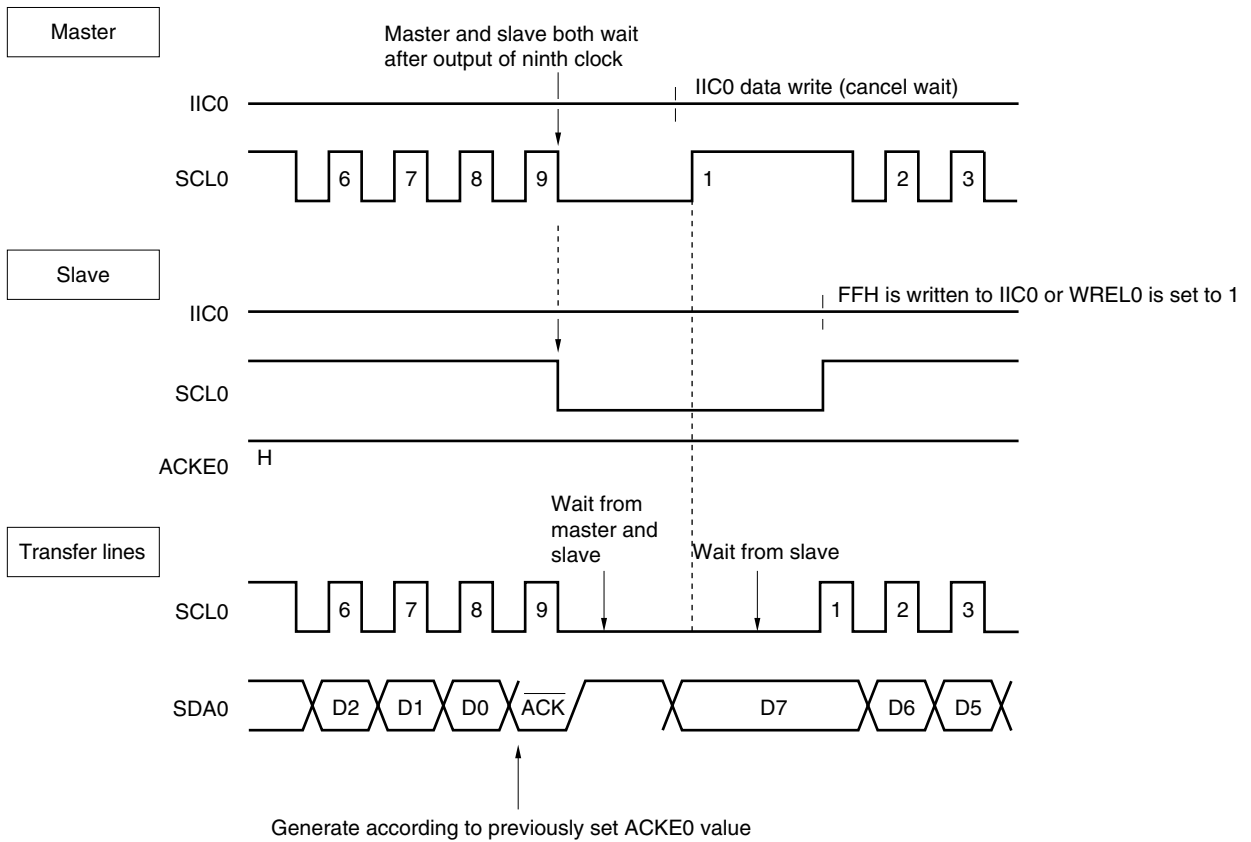 Master
Master and slave both wait
after output of ninth clock
IIC0
IIC0 data write (cancel wait)
SCL0
6 7 8 9 1 2 3
Slave
IIC0
FFH is written to IIC0 or WREL0 is set to 1
SCL0
ACKE0
H
Transfer lines
Wait from
master and
slave
Wait from slave
SCL0
6 7 8 9 1 2 3
SDA0
D2 D1 D0 ACK D7 D6 D5
Generate according to previously set ACKE0 value